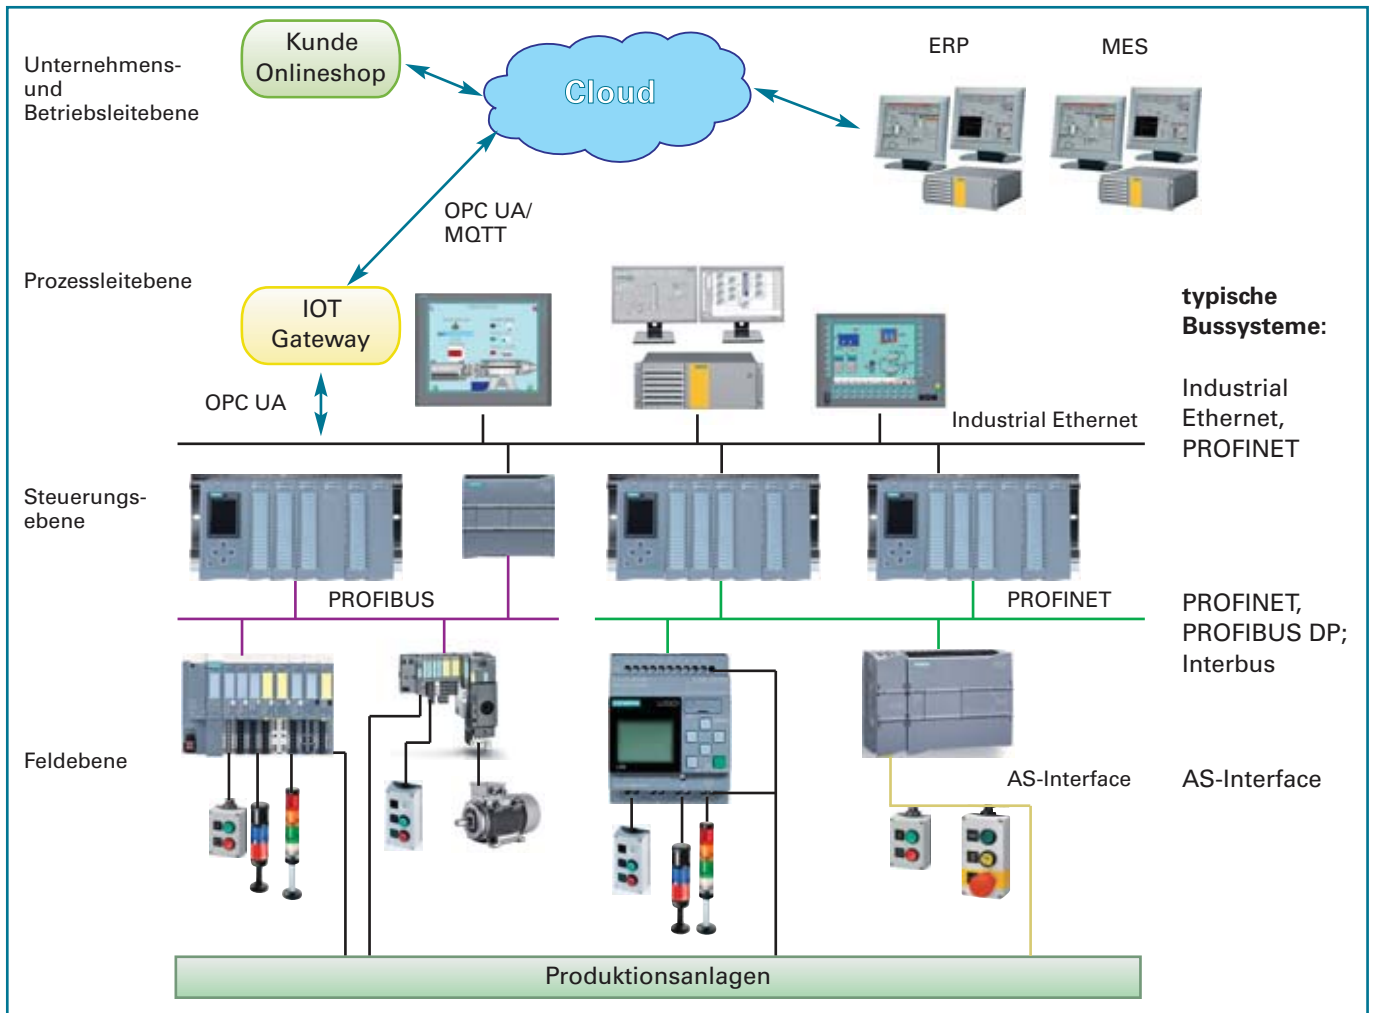 Unternehmens-
und
Betriebsleitebene
Kunde
Onlineshop
Cloud
ERP
MES
OPC UA/
MQTT
Prozessleitebene
IOT
Gateway
OPC UA
Industrial Ethernet
typische
Bussysteme:
Industrial
Ethernet,
PROFINET
Steuerungs-
ebene
PROFIBUS
PROFINET
PROFINET,
PROFIBUS DP;
Interbus
Feldebene
AS-Interface
AS-Interface
Produktionsanlagen